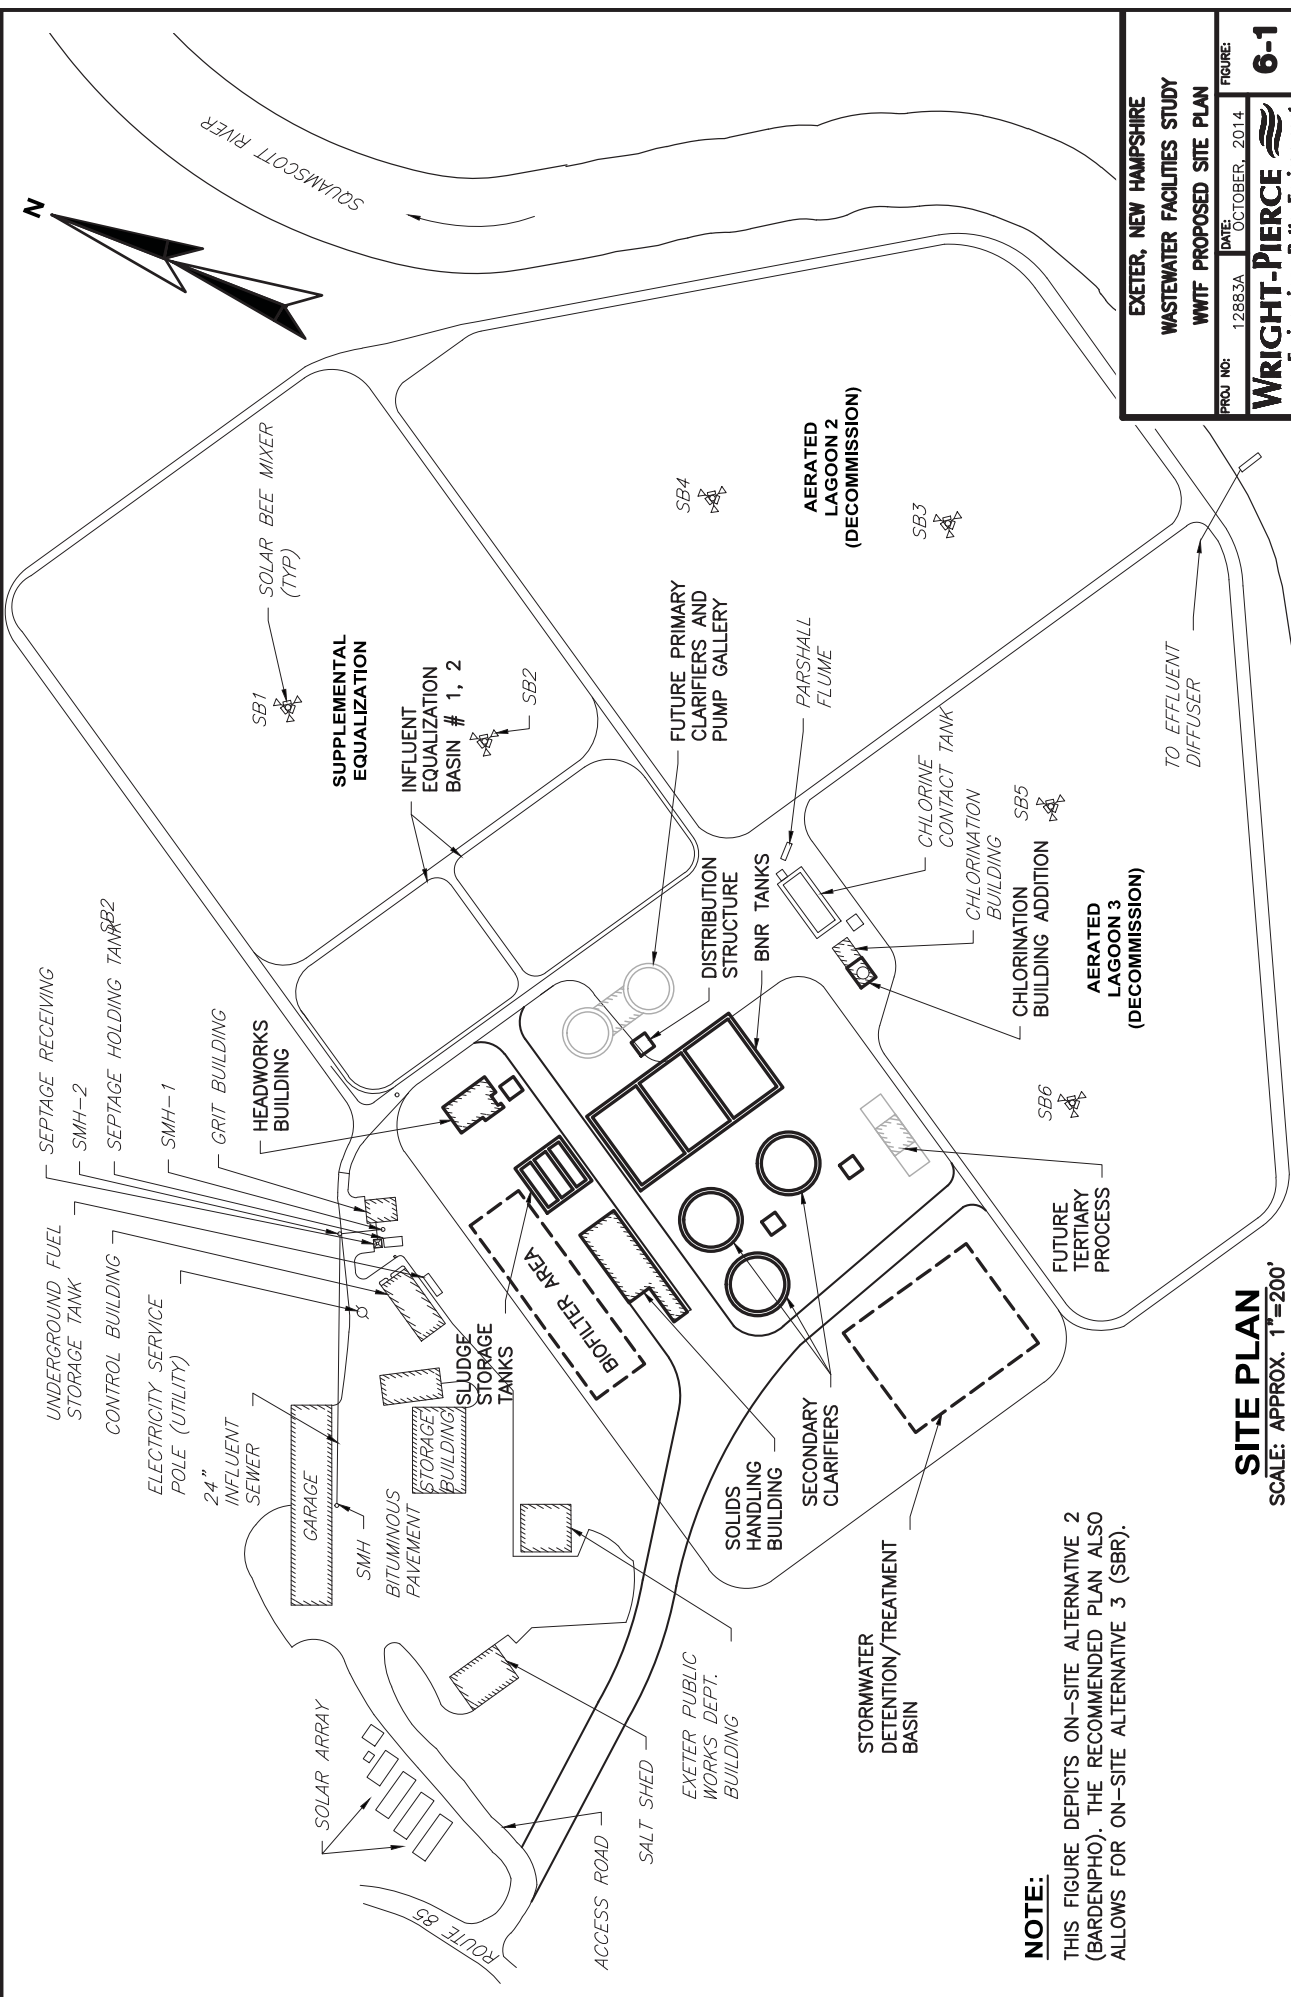 N
SQUAMSCOTT RIVER
SEPTAGE RECEIVING
SMH-2
SEPTAGE HOLDING TANK
SB2
SMH-1
GRIT BUILDING
HEADWORKS
BUILDING
UNDERGROUND FUEL
STORAGE TANK
CONTROL BUILDING
ELECTRICITY SERVICE
POLE (UTILITY)
24"
INFLUENT
SEWER
GARAGE
SMH
BITUMINOUS
PAVEMENT
STORAGE
BUILDING
SLUDGE
STORAGE
TANKS
BIOFILTER AREA
SOLAR ARRAY
ROUTE 85
ACCESS ROAD
SALT SHED
EXETER PUBLIC
WORKS DEPT.
BUILDING
SOLIDS
HANDLING
BUILDING
SECONDARY
CLARIFIERS
STORMWATER
DETENTION/TREATMENT
BASIN
SB1
SOLAR BEE MIXER
(TYP)
SUPPLEMENTAL
EQUALIZATION
INFLUENT
EQUALIZATION
BASIN # 1, 2
SB2
SB4
AERATED
LAGOON 2
(DECOMMISSION)
SB3
FUTURE PRIMARY
CLARIFIERS AND
PUMP GALLERY
PARSHALL
FLUME
DISTRIBUTION
STRUCTURE
BNR TANKS
CHLORINE
CONTACT TANK
CHLORINATION
BUILDING
CHLORINATION
BUILDING ADDITION
SB5
AERATED
LAGOON 3
(DECOMMISSION)
SB6
FUTURE
TERTIARY
PROCESS
TO EFFLUENT
DIFFUSER
NOTE:
THIS FIGURE DEPICTS ON-SITE ALTERNATIVE 2
(BARDENPHO). THE RECOMMENDED PLAN ALSO
ALLOWS FOR ON-SITE ALTERNATIVE 3 (SBR).
SITE PLAN
SCALE: APPROX. 1"=200'
EXETER, NEW HAMPSHIRE
WASTEWATER FACILITIES STUDY
WWTF PROPOSED SITE PLAN
PROJ NO:
12883A
DATE:
OCTOBER, 2014
FIGURE:
6-1
WRIGHT-PIERCE